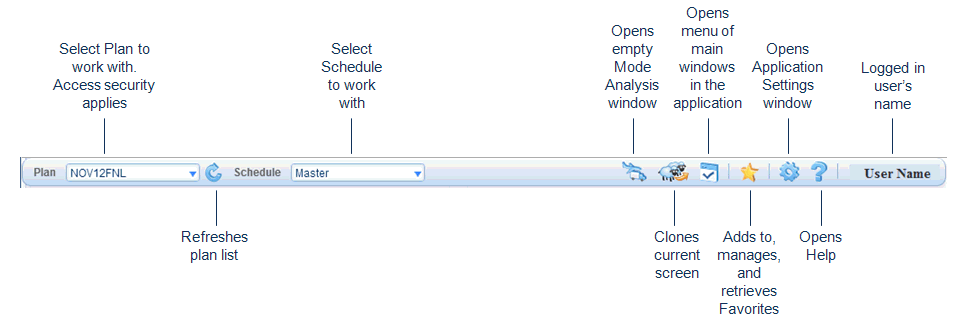 Select Plan to
work with.
Access security
applies
Select
Schedule
to work
with
Opens
empty
Mode
Analysis
window
Opens
menu of
main
windows
in the
application
Opens
Application
Settings
window
Logged in
user's
name
Plan
NOV12FNL
Schedule
Master
User Name
Refreshes
plan list
Clones
current
screen
Adds to,
manages,
and
retrieves
Favorites
Opens
Help